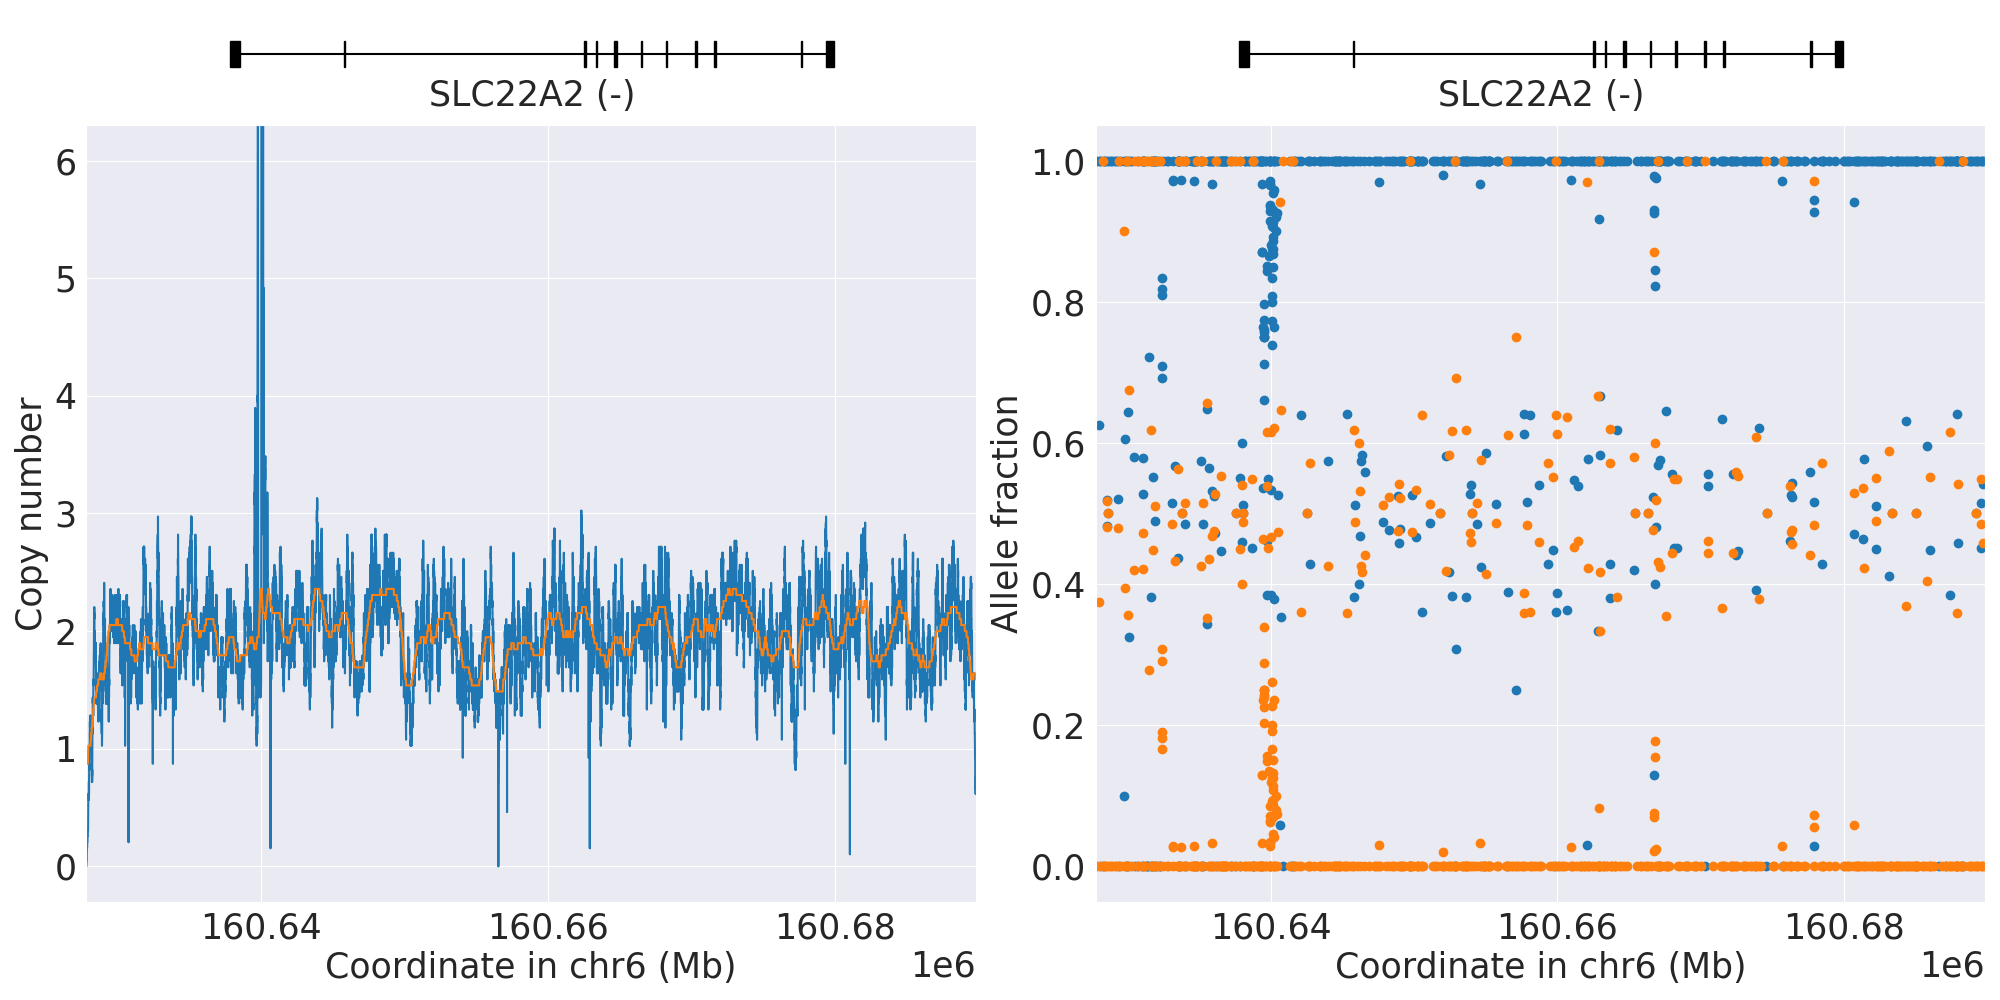 SLC22A2 (-)
SLC22A2 (-)
Copy number
6
5
4
3
2
1
0
160.64
160.66
160.68
Coordinate in chr6 (Mb)
1e6
Allele fraction
1.0
0.8
0.6
0.4
0.2
0.0
160.64
160.66
160.68
Coordinate in chr6 (Mb)
1e6